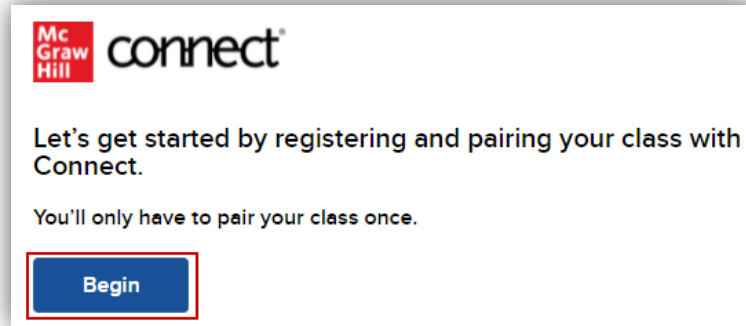 Mc
Graw
Hill
connect®
Let's get started by registering and pairing your class with
Connect.
You'll only have to pair your class once.
Begin